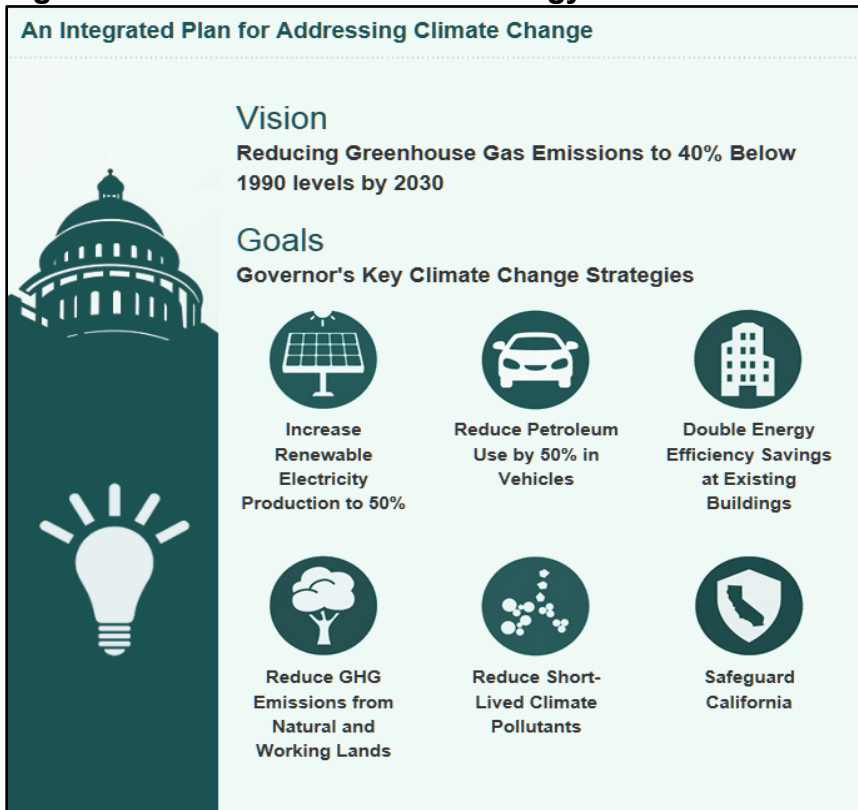 An Integrated Plan for Addressing Climate Change
Vision
Reducing Greenhouse Gas Emissions to 40% Below
1990 levels by 2030
Goals
Governor's Key Climate Change Strategies
Increase
Renewable
Electricity
Production to 50%
Reduce Petroleum
Use by 50% in
Vehicles
Double Energy
Efficiency Savings
at Existing
Buildings
Reduce GHG
Emissions from
Natural and
Working Lands
Reduce Short-
Lived Climate
Pollutants
Safeguard
California